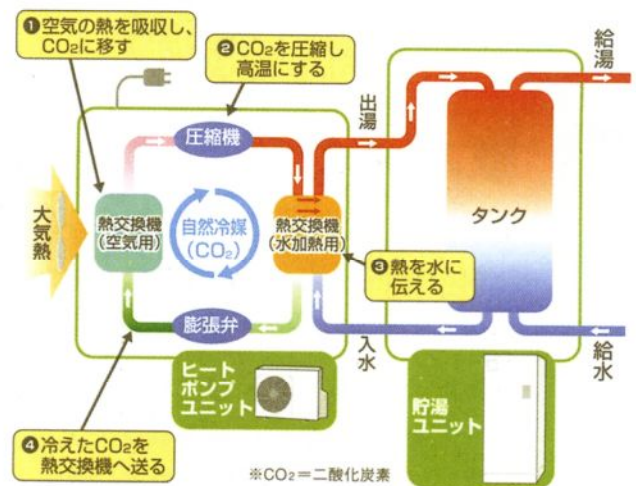 ❶空気の熱を吸収し、
CO₂に移す
❷CO₂を圧縮し
高温にする
給湯
出湯
圧縮機
大気熱
熱交換機
(空気用)
自然冷媒
(CO₂)
熱交換機
(水加熱用)
タンク
❸熱を水に
伝える
膨張弁
入水
給水
ヒート
ポンプ
ユニット
貯湯
ユニット
❹冷えたCO₂を
熱交換機へ送る
※CO₂=二酸化炭素